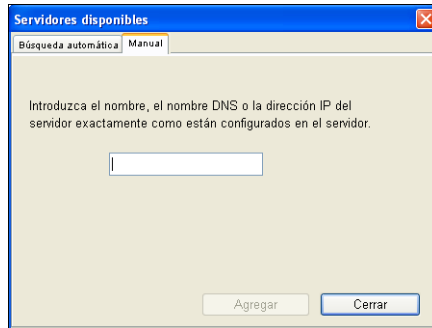 Servidores disponibles
Búsqueda automática Manual
Introduzca el nombre, el nombre DNS o la dirección IP del
servidor exactamente como están configurados en el servidor.
Agregar Cerrar